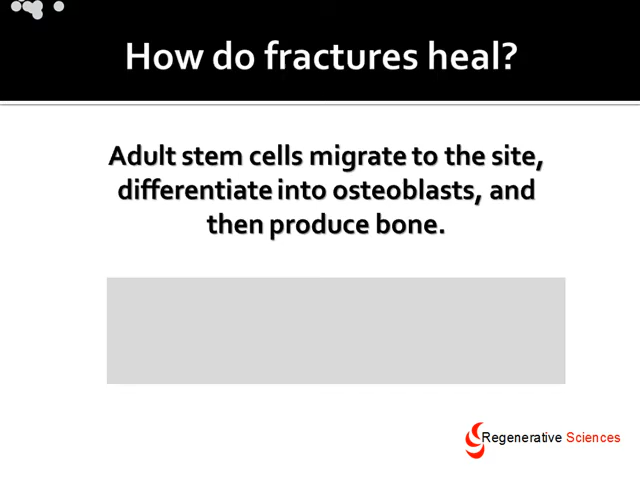 How do fractures heal?
Adult stem cells migrate to the site,
differentiate into osteoblasts, and
then produce bone.
Regenerative Sciences